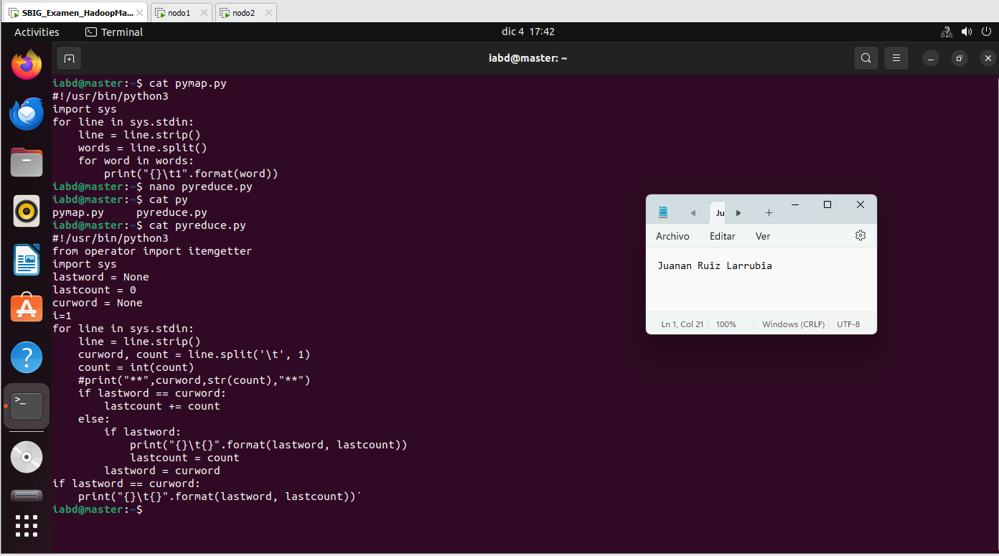 SBIG_Examen_HadoopMa...
nodo1
nodo2
Activities
Terminal
dic 4 17:42
iabd@master: ~
iabd@master:~$ cat pymap.py
#!/usr/bin/python3
import sys
for line in sys.stdin:
    line = line.strip()
    words = line.split()
    for word in words:
        print("{}\t1".format(word))
iabd@master:~$ nano pyreduce.py
iabd@master:~$ cat py
pymap.py     pyreduce.py
iabd@master:~$ cat pyreduce.py
#!/usr/bin/python3
from operator import itemgetter
import sys
lastword = None
lastcount = 0
curword = None
i=1
for line in sys.stdin:
    line = line.strip()
    curword, count = line.split('\t', 1)
    count = int(count)
    #print("**",curword,str(count),"**")
    if lastword == curword:
        lastcount += count
    else:
        if lastword:
            print("{}\t{}".format(lastword, lastcount))
            lastcount = count
        lastword = curword
if lastword == curword:
    print("{}\t{}".format(lastword, lastcount))´
iabd@master:~$
Ju
Archivo
Editar
Ver
Juanan Ruiz Larrubia
Ln 1, Col 21
100%
Windows (CRLF)
UTF-8